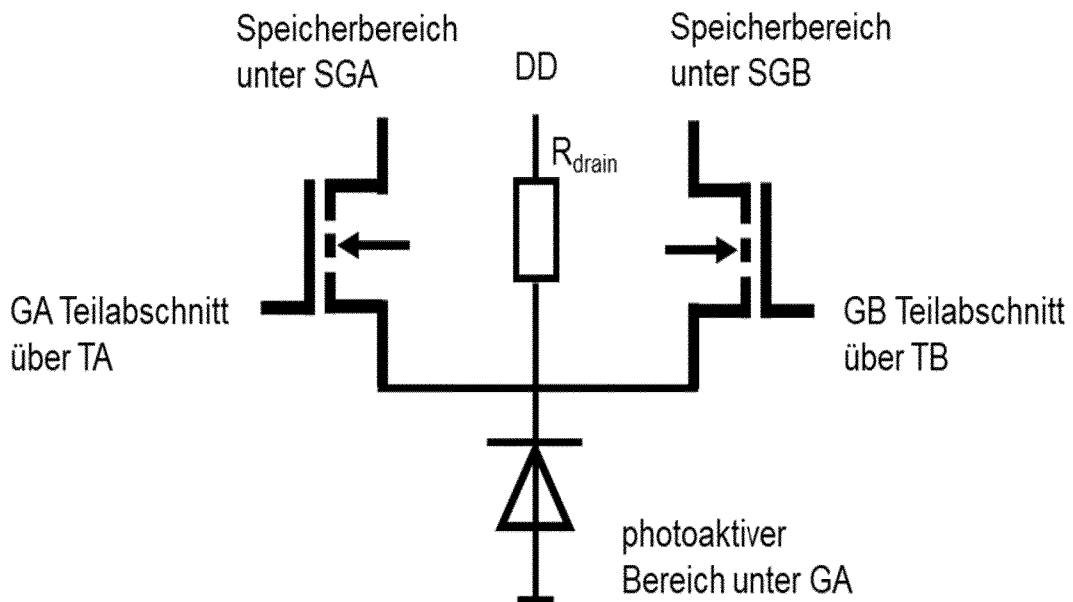 Speicherbereich
unter SGA
DD
Speicherbereich
unter SGB
Rdrain
GA Teilabschnitt
über TA
GB Teilabschnitt
über TB
photoaktiver
Bereich unter GA